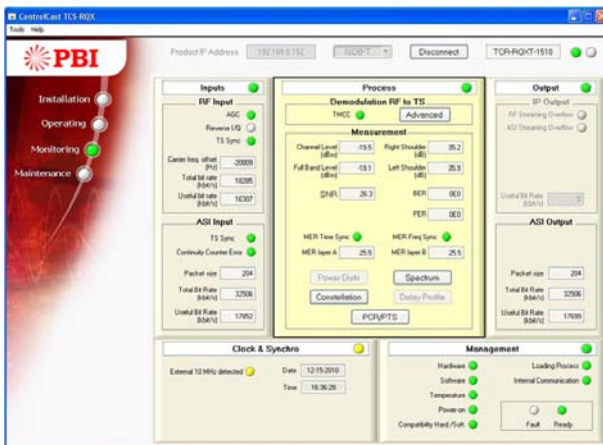 ControlCast TCS-RQX
Tools Help
PBI
Product IP Address 192.168.0.152 ISDB-T Disconnect TCR-RQXT-1510
Installation
Operating
Monitoring
Maintenance
Inputs
RF Input
AGC
Reverse I/Q
TS Sync
Carrier freq. offset (Hz) -20809
Total bit rate (kbit/s) 18285
Useful bit rate (kbit/s) 16307
ASI Input
TS Sync
Continuity Counter Error
Packet size 204
Total Bit Rate (kbit/s) 32506
Useful Bit Rate (kbit/s) 17852
Process
Demodulation RF to TS
TMCC Advanced
Measurement
Channel Level (dBm) -19.5 Right Shoulder (dB) 35.2
Full Band Level (dBm) -19.1 Left Shoulder (dB) 35.9
SNR 26.3 BER 0E0
PER 0E0
MER Time Sync MER Freq Sync
MER layer A 25.5 MER layer B 25.5
Power Distri Spectrum
Constellation Delay Profile
PCR/PTS
Output
IP Output
RF Streaming Overflow
ASI Streaming Overflow
Useful Bit Rate (kbit/s) 0
ASI Output
Packet size 204
Total Bit Rate (kbit/s) 32506
Useful Bit Rate (kbit/s) 17699
Clock & Synchro
External 10 MHz detected Date 12-15-2010
Time 16:36:28
Management
Hardware Loading Process
Software Internal Communication
Temperature
Power on
Compatibility Hard./Soft. Fault Ready